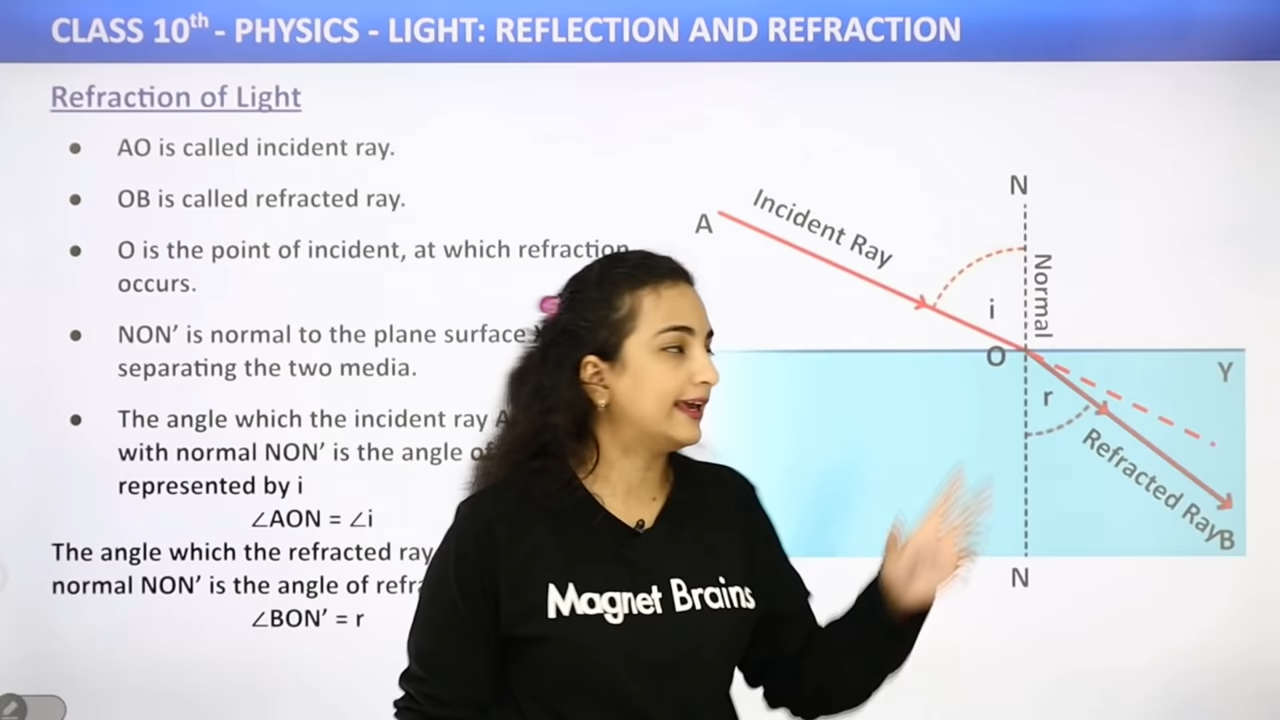 CLASS 10th - PHYSICS - LIGHT: REFLECTION AND REFRACTION
Refraction of Light
• AO is called incident ray.
• OB is called refracted ray.
• O is the point of incident, at which refraction
occurs.
• NON’ is normal to the plane surface
separating the two media.
• The angle which the incident ray
with normal NON’ is the angle of
represented by i
∠AON = ∠i
The angle which the refracted ray
normal NON’ is the angle of
∠BON’ = r
N
A
Incident Ray
Normal
i
O
Y
r
Refracted Ray
B
N
Magnet Brains